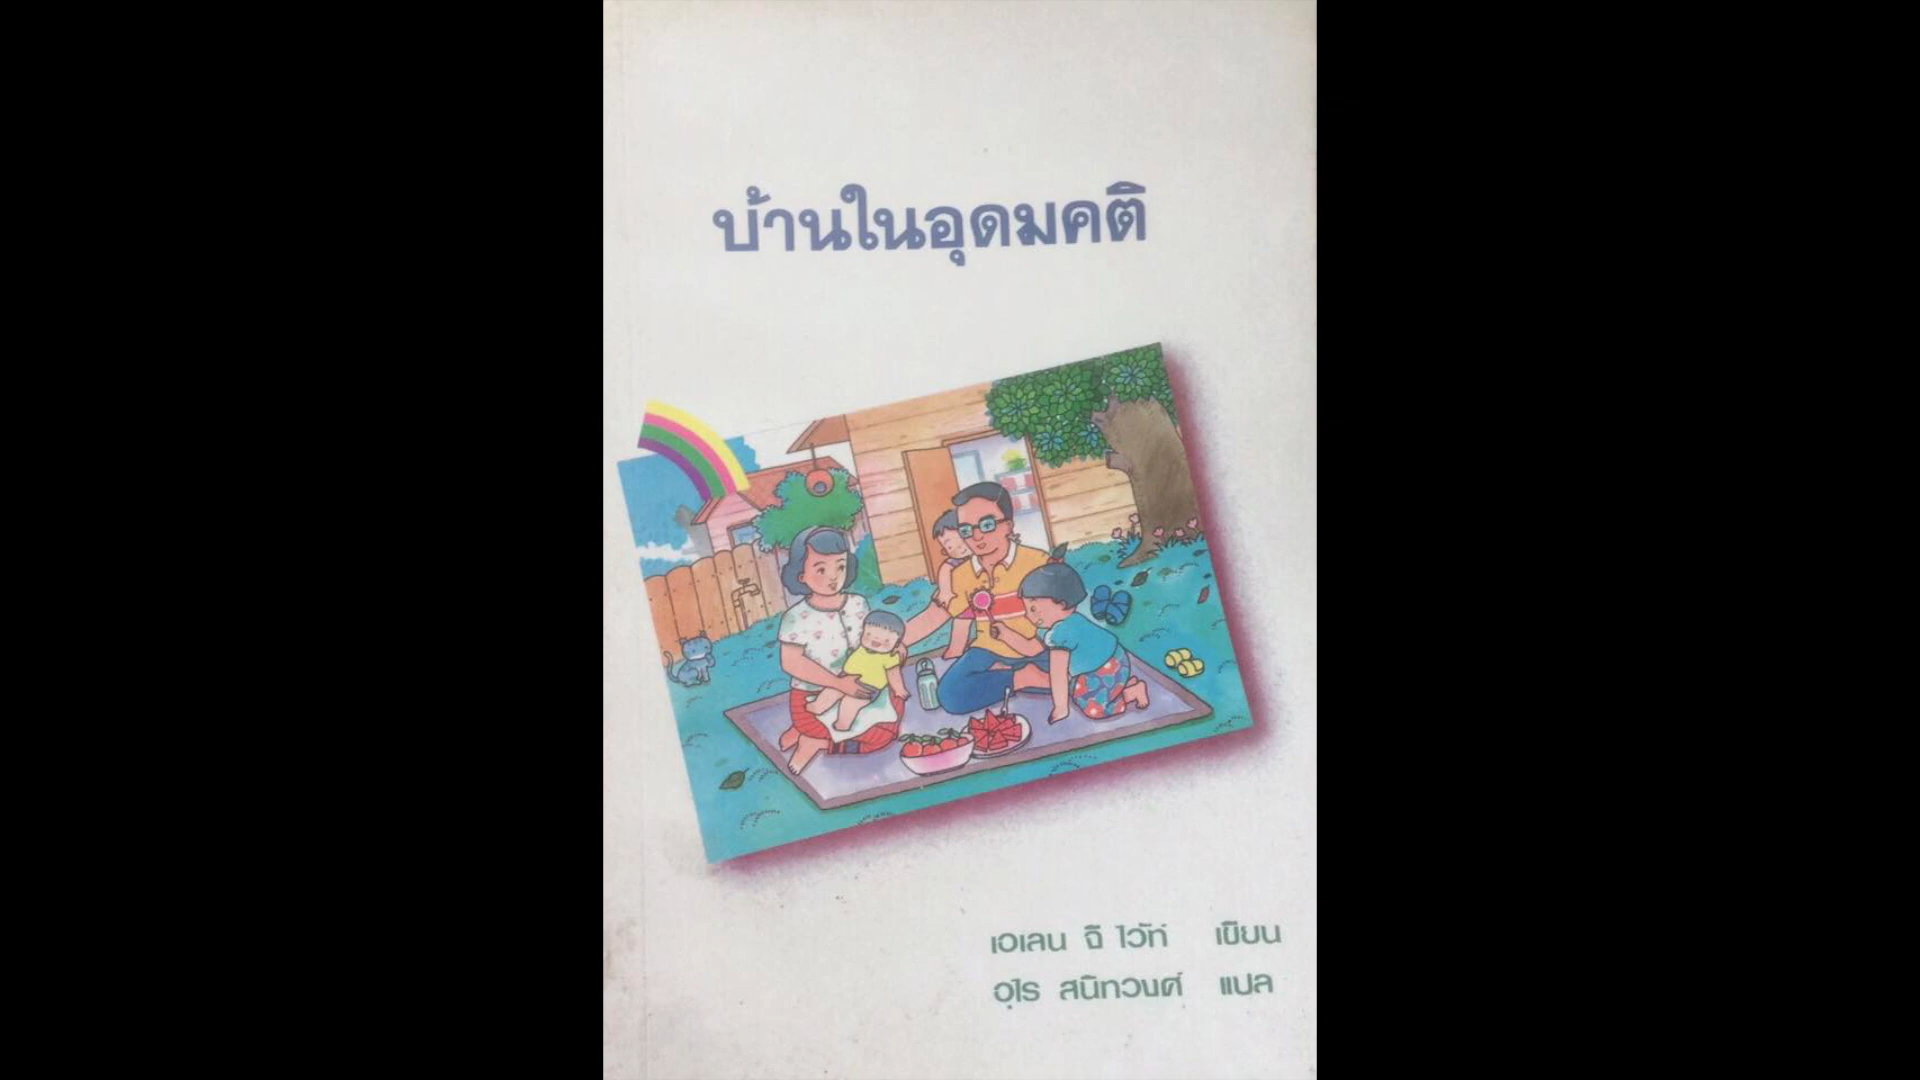 บ้านในอุดมคติ
เอเลน จี ไว้ท์ เขียน
อุไร สนิทวงศ์ แปล